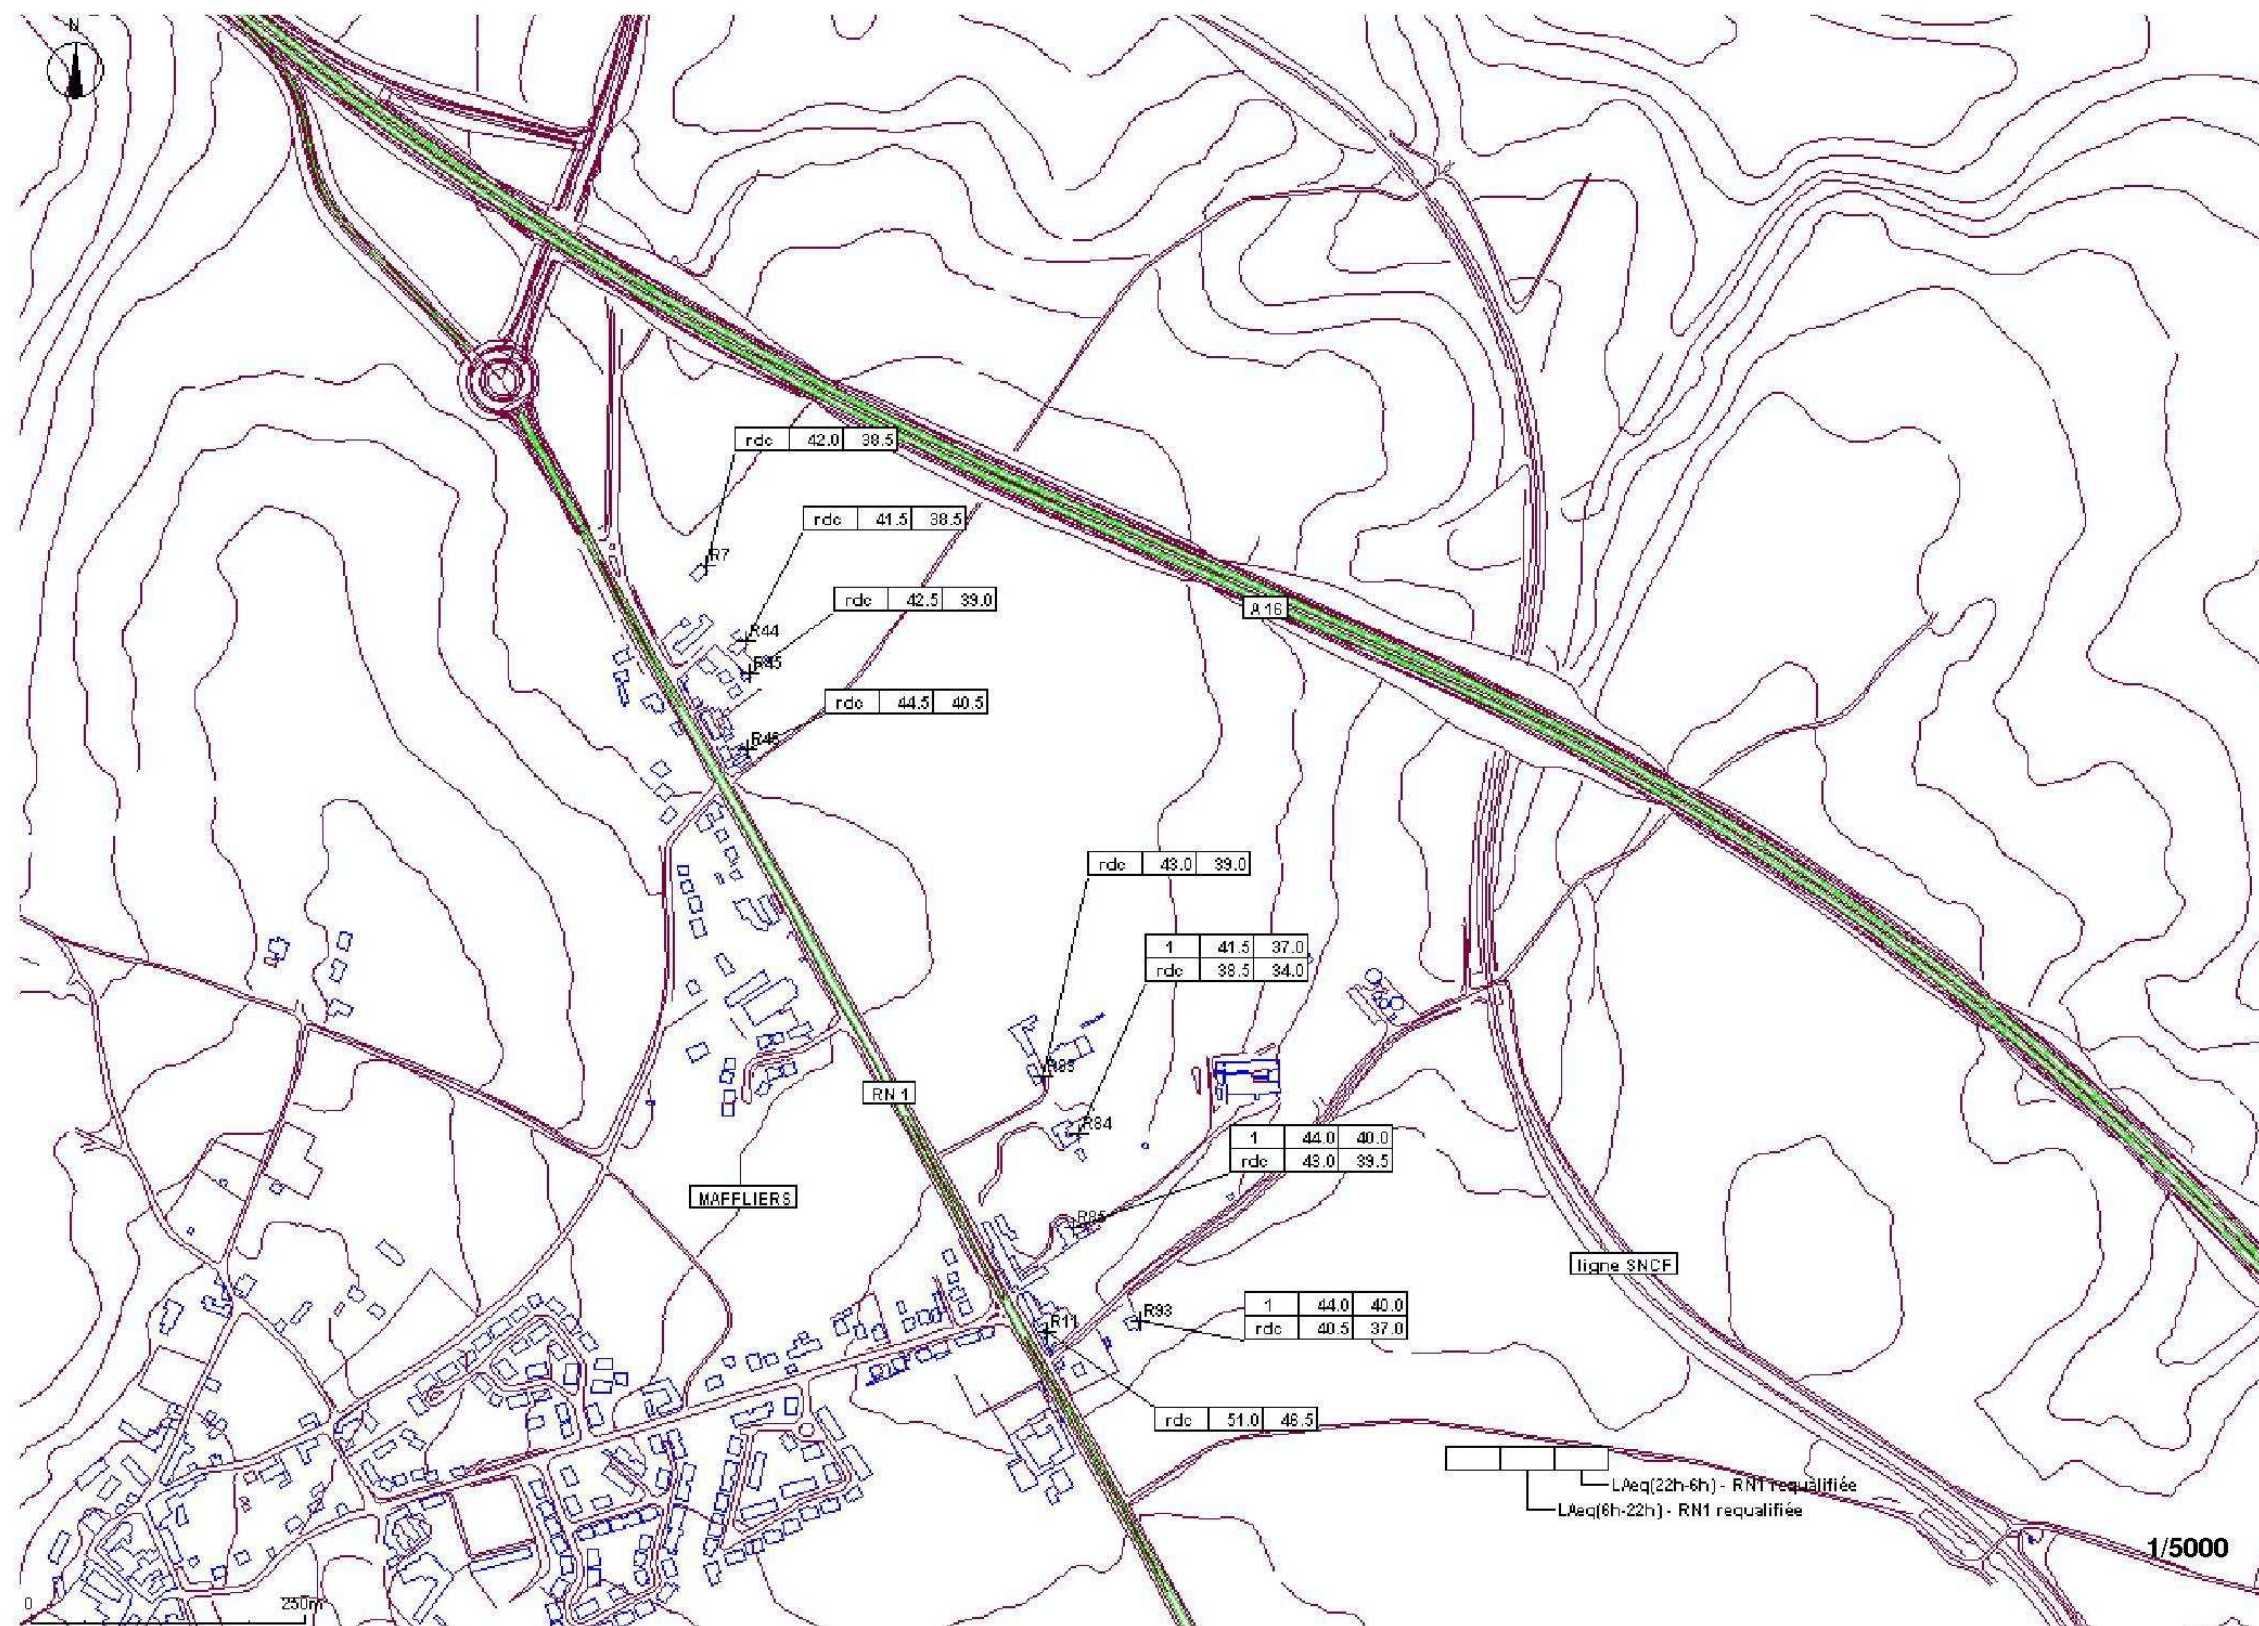 N
rdc 42.0 38.5
rdc 41.5 38.5
R7
rdc 42.5 39.0
A 16
R44
R45
rdc 44.5 40.5
R46
rdc 43.0 39.0
1 41.5 37.0
rdc 38.5 34.0
RN 1
R84
1 44.0 40.0
rdc 43.0 39.5
MAFFLIERS
R85
ligne SNCF
1 44.0 40.0
rdc 40.5 37.0
R93
R11
rdc 51.0 46.5
LAeq(22h-6h) - RN1 requalifiée
LAeq(6h-22h) - RN1 requalifiée
1/5000
0 250m